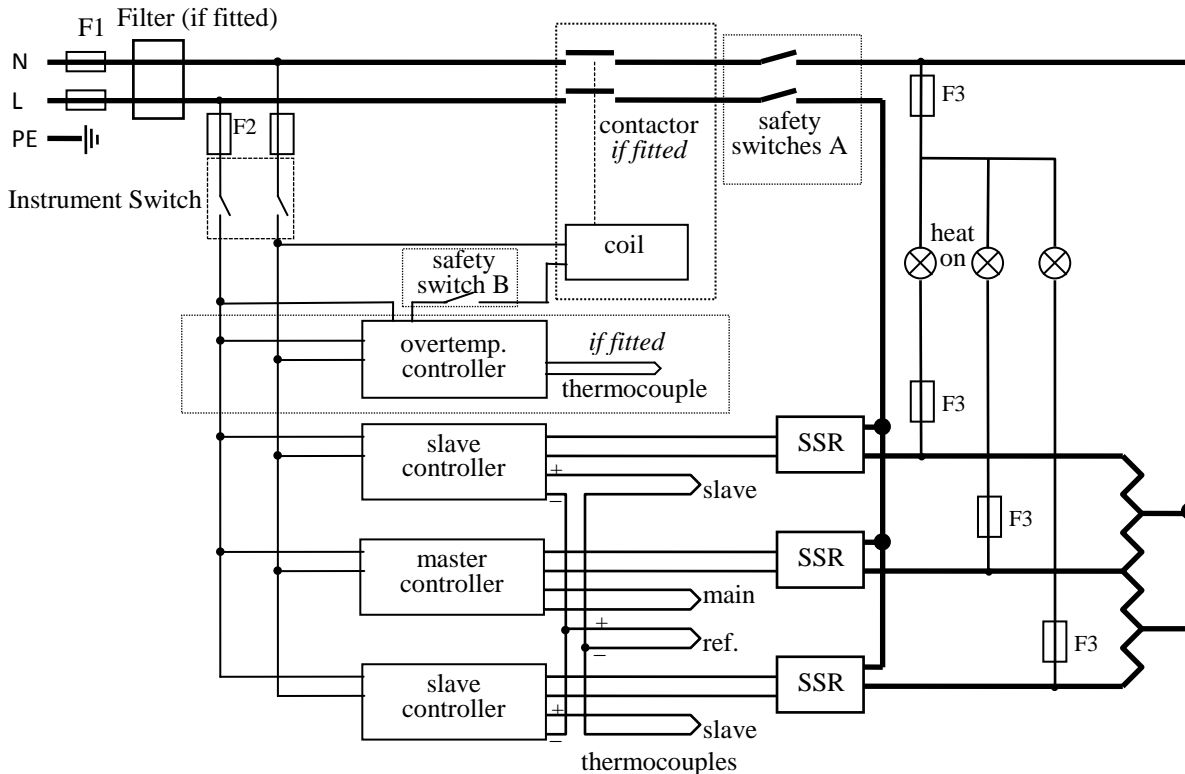 F1
Filter (if fitted)
N
L
PE
F2
Instrument Switch
contactor
if fitted
safety
switches A
F3
coil
heat
on
safety
switch B
overtemp.
controller
if fitted
thermocouple
F3
slave
controller
+
–
SSR
slave
F3
master
controller
SSR
main
+
ref.
–
F3
slave
controller
+
–
SSR
slave
thermocouples